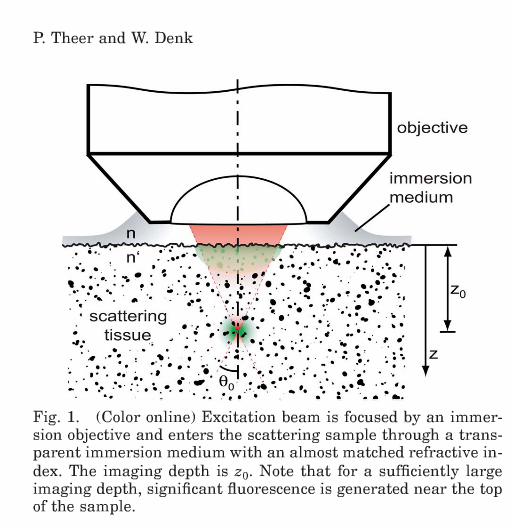 P. Theer and W. Denk
objective
immersion
medium
n
n'
z₀
scattering
tissue
z
θ₀
Fig. 1. (Color online) Excitation beam is focused by an immer-
sion objective and enters the scattering sample through a trans-
parent immersion medium with an almost matched refractive in-
dex. The imaging depth is z₀. Note that for a sufficiently large
imaging depth, significant fluorescence is generated near the top
of the sample.